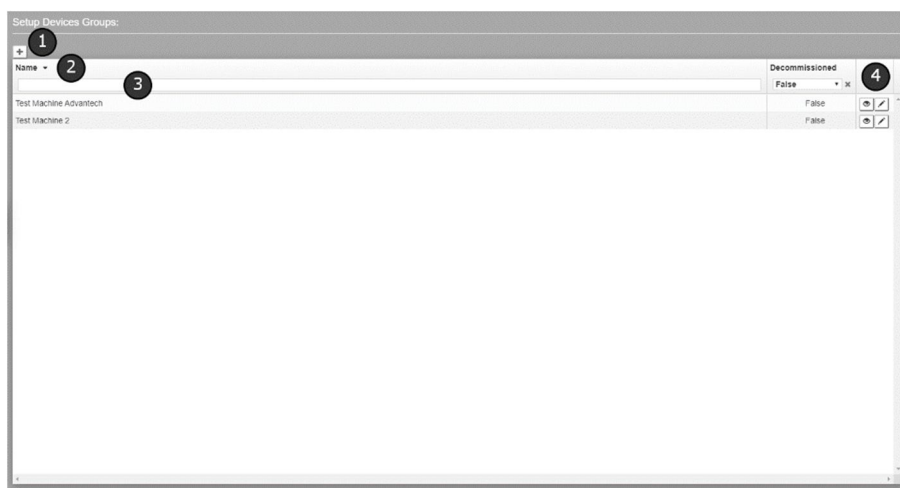 Setup Devices Groups:
1
+
Name 2 Decommissioned
3 False × 4
Test Machine Advantech False
Test Machine 2 False